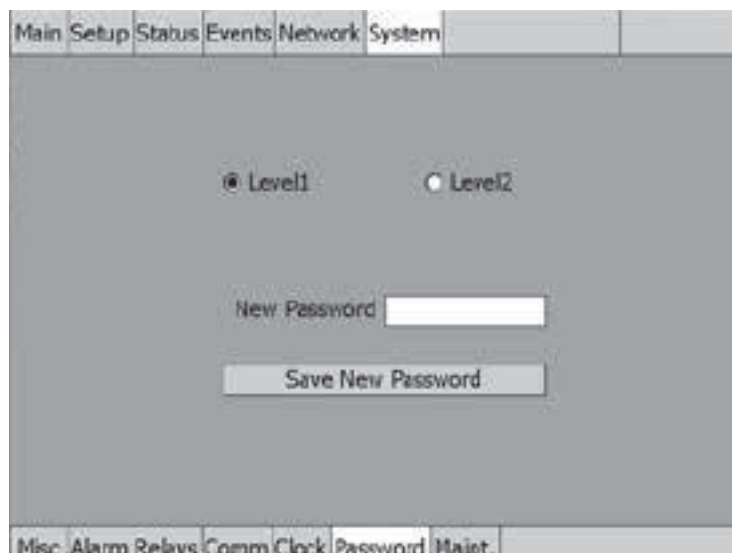 Main Setup Status Events Network System
Level1 Level2
New Password
Save New Password
Misc Alarm Relays Comm Clock Password Maint.